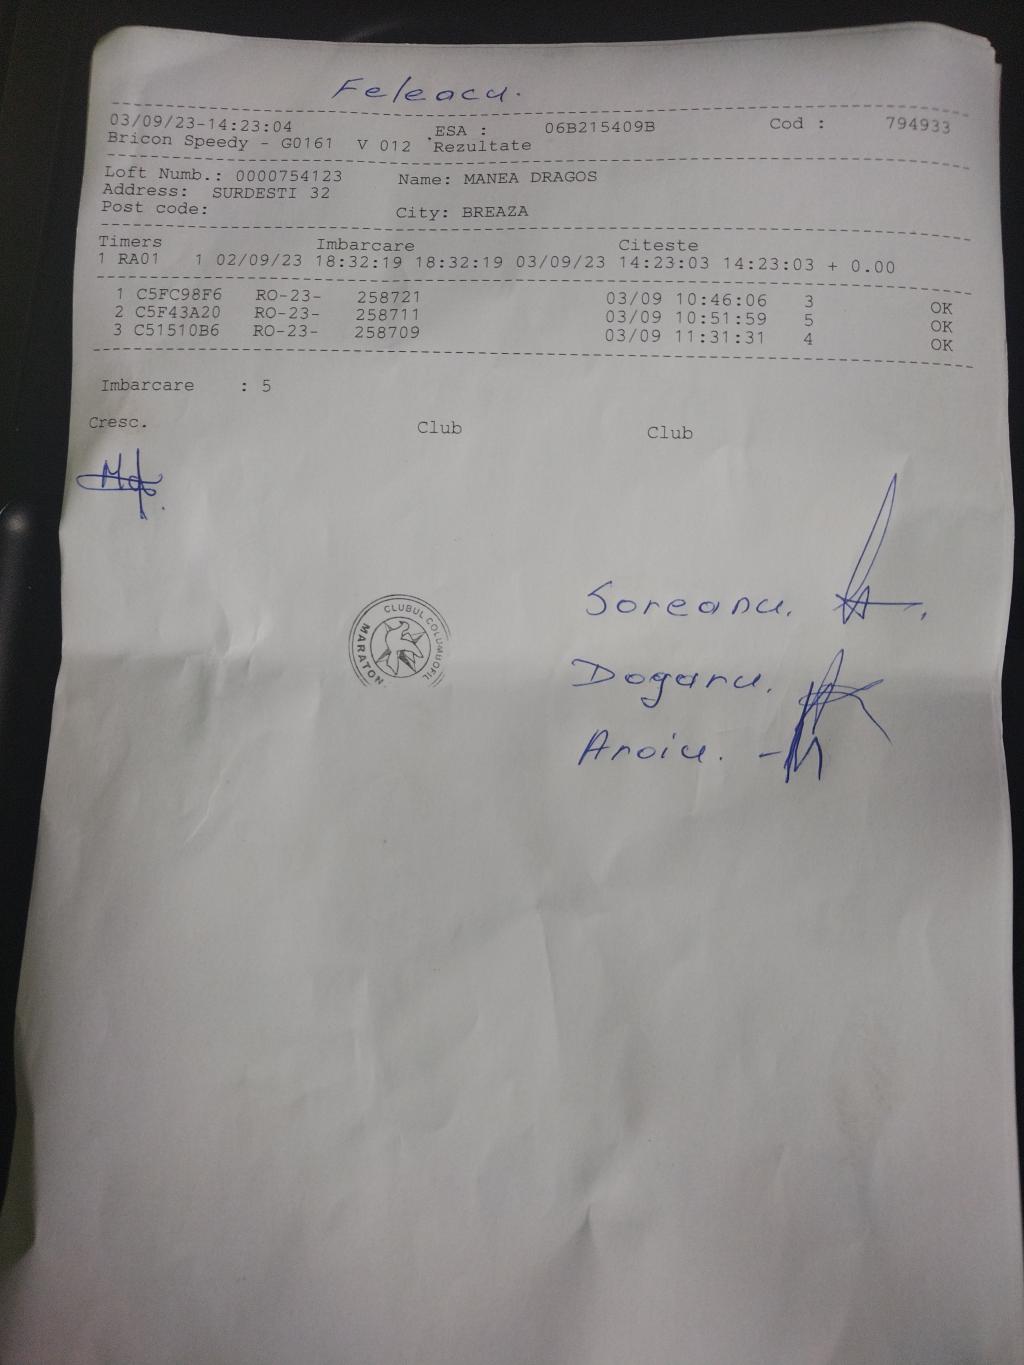 Feleacu.
03/09/23-14:23:04 ESA : 06B215409B Cod : 794933
Bricon Speedy - G0161 V 012 Rezultate
Loft Numb.: 0000754123 Name: MANEA DRAGOS
Address: SURDESTI 32
Post code: City: BREAZA
Timers Imbarcare Citeste
1 RA01 1 02/09/23 18:32:19 18:32:19 03/09/23 14:23:03 14:23:03 + 0.00
1 C5FC98F6 RO-23- 258721 03/09 10:46:06 3 OK
2 C5F43A20 RO-23- 258711 03/09 10:51:59 5 OK
3 C51510B6 RO-23- 258709 03/09 11:31:31 4 OK
Imbarcare : 5
Cresc. Club Club
Soreanu.
CLUBUL COLUMBOFIL
MARATON
Dogaru.
Aroiu.